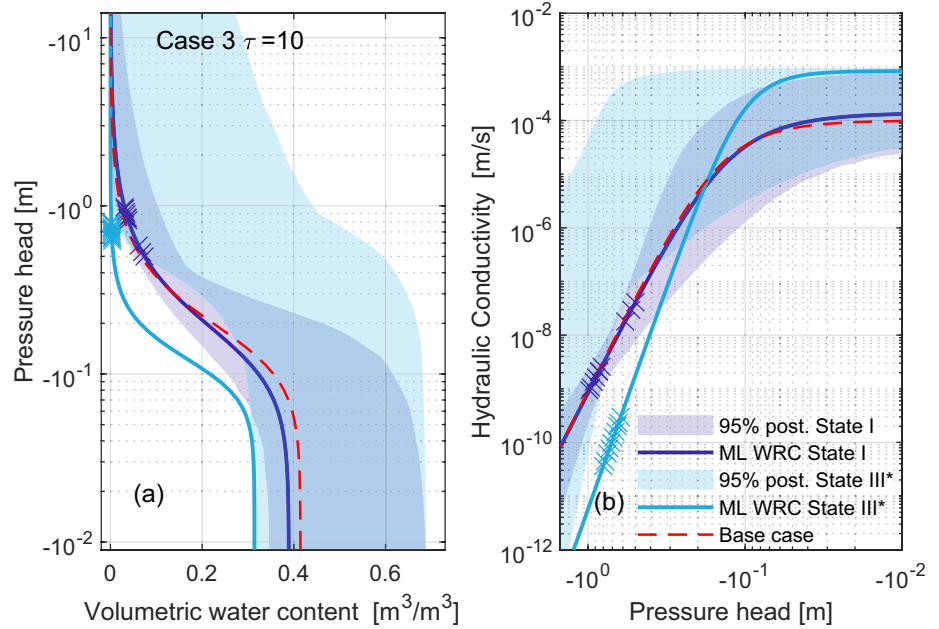 Case 3 τ =10
-10¹
-10⁰
-10⁻¹
-10⁻²
Pressure head [m]
(a)
0
0.2
0.4
0.6
Volumetric water content [m³/m³]
10⁻²
10⁻⁴
10⁻⁶
10⁻⁸
10⁻¹⁰
10⁻¹²
Hydraulic Conductivity [m/s]
95% post. State I
ML WRC State I
95% post. State III*
ML WRC State III*
Base case
(b)
-10⁰
-10⁻¹
-10⁻²
Pressure head [m]